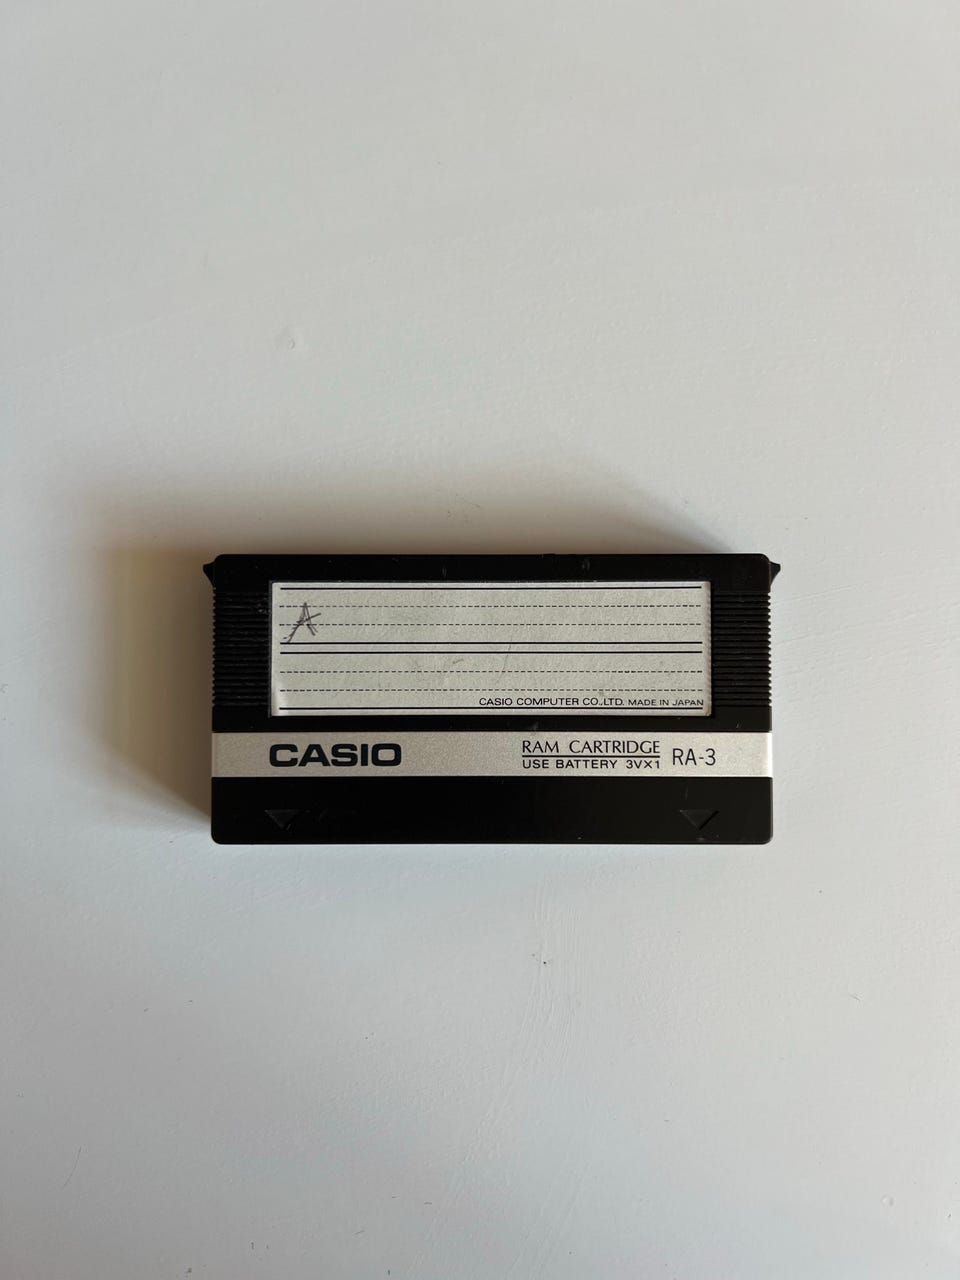 A
CASIO COMPUTER CO.,LTD. MADE IN JAPAN
CASIO
RAM CARTRIDGE
USE BATTERY 3V×1
RA-3